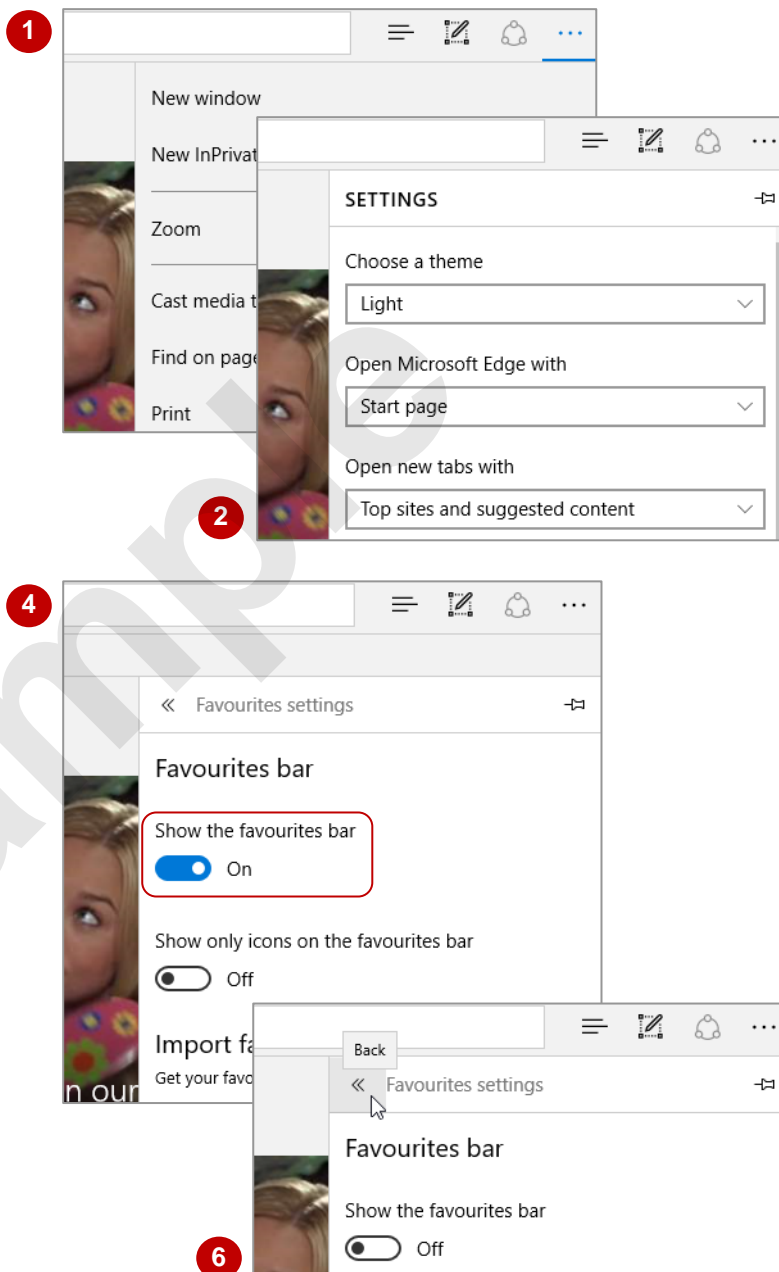 1
New window
New InPrivat
Zoom
Cast media t
Find on page
Print
SETTINGS
Choose a theme
Light
Open Microsoft Edge with
Start page
Open new tabs with
Top sites and suggested content
2
4
Favourites settings
Favourites bar
Show the favourites bar
On
Show only icons on the favourites bar
Off
Import fa
Get your favo
n our
Back
Favourites settings
Favourites bar
Show the favourites bar
Off
6
ample